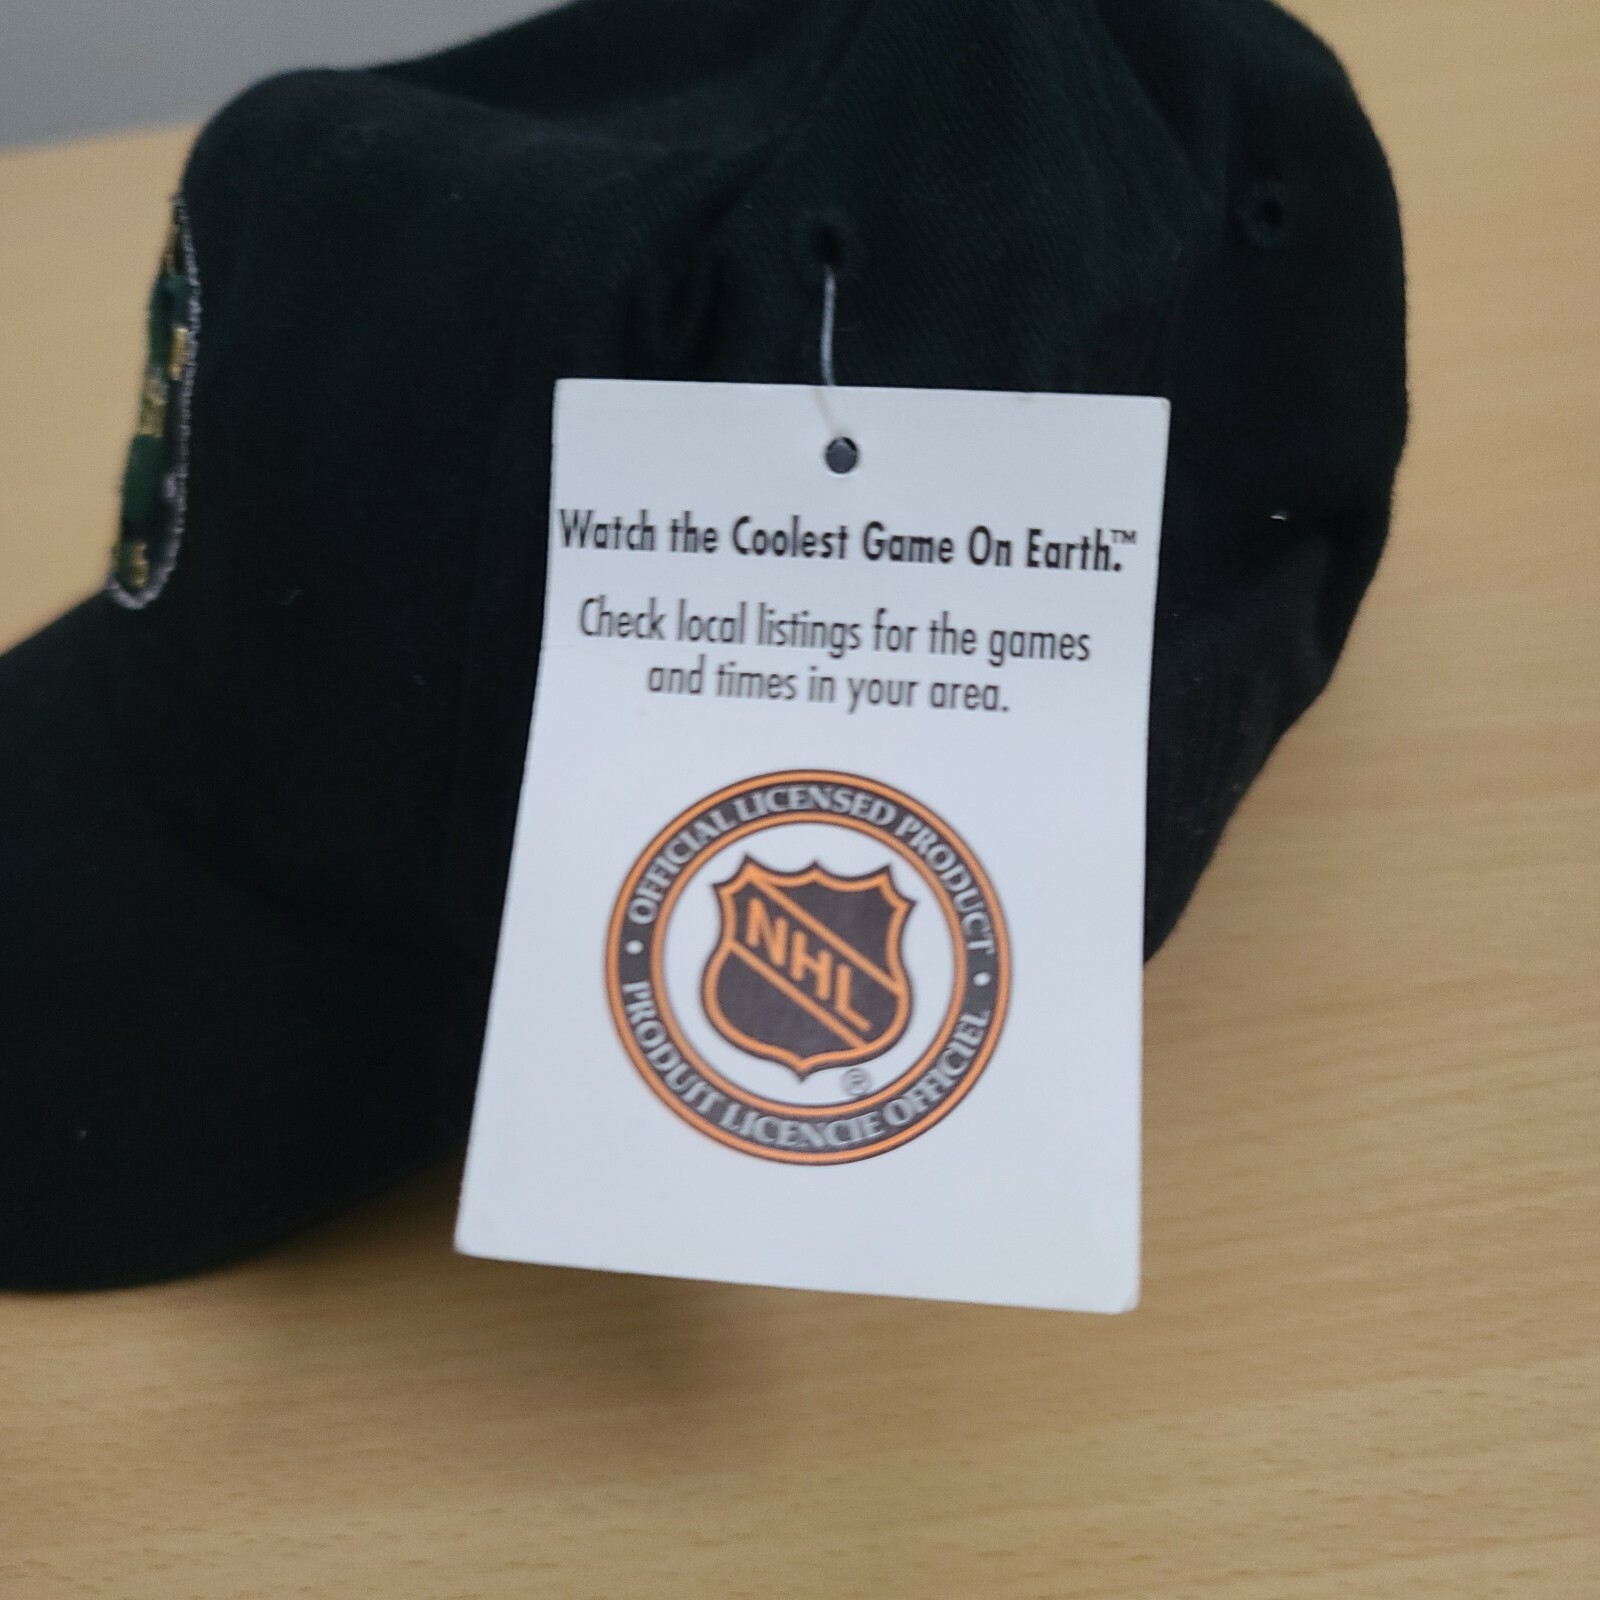 Watch the Coolest Game On Earth.™
Check local listings for the games
and times in your area.
• OFFICIAL LICENSED PRODUCT •
NHL
®
PRODUIT LICENCIE OFFICIEL